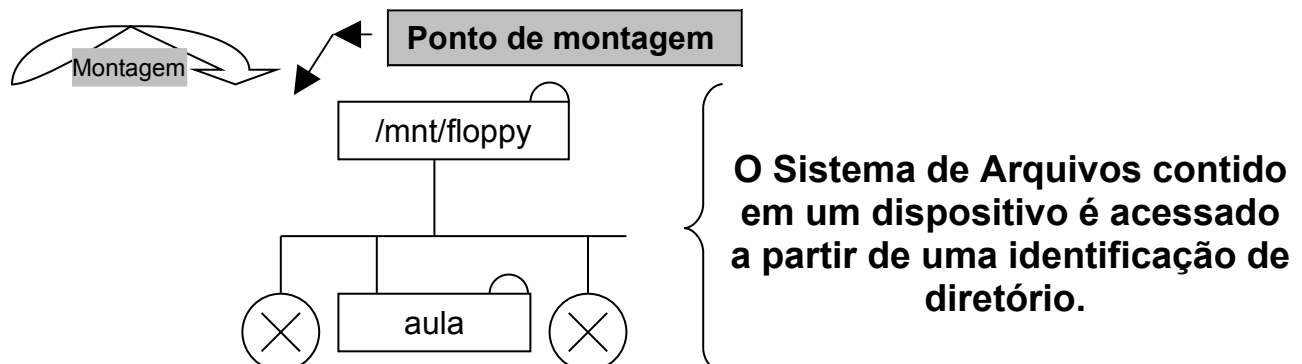 Ponto de montagem
Montagem
/mnt/floppy
aula
O Sistema de Arquivos contido
em um dispositivo é acessado
a partir de uma identificação de
diretório.